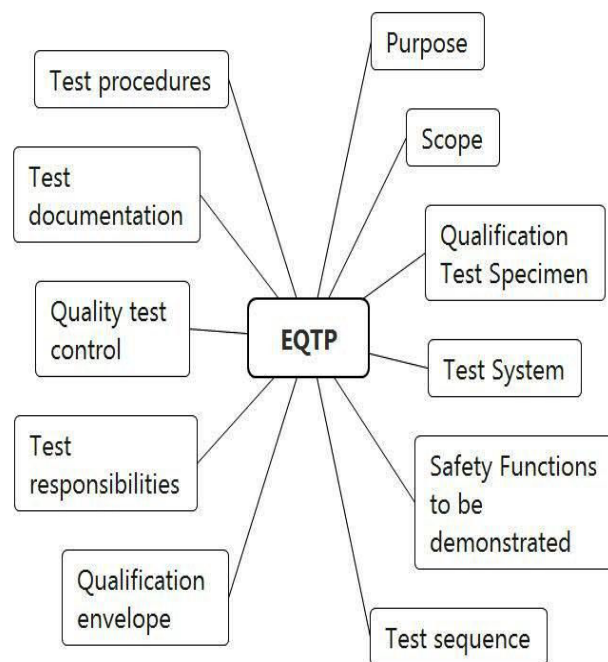 Purpose
Scope
Qualification
Test Specimen
Test System
Safety Functions
to be
demonstrated
Test sequence
Qualification
envelope
Test
responsibilities
Quality test
control
Test
documentation
Test procedures
EQTP